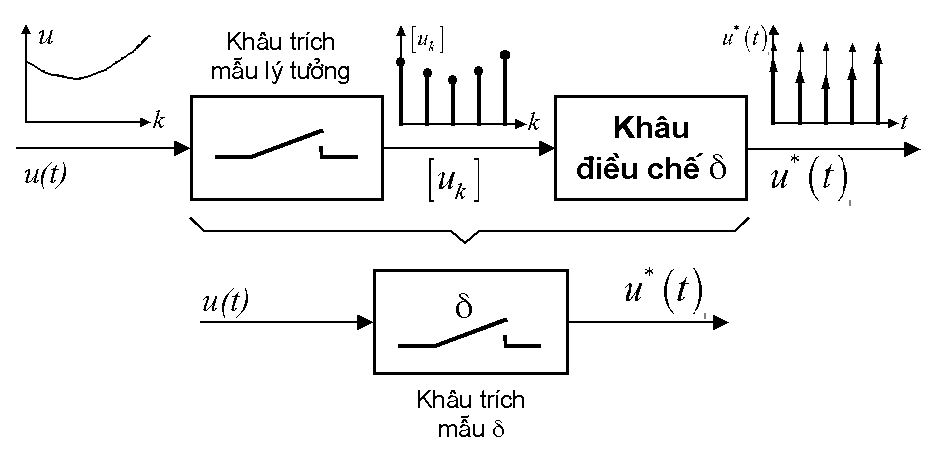 u
k
u(t)
Khâu trích
mẫu lý tưởng
[u_k]
k
[u_k]
Khâu
điều chế δ
u*(t)
t
u*(t)
u(t)
δ
u*(t)
Khâu trích
mẫu δ